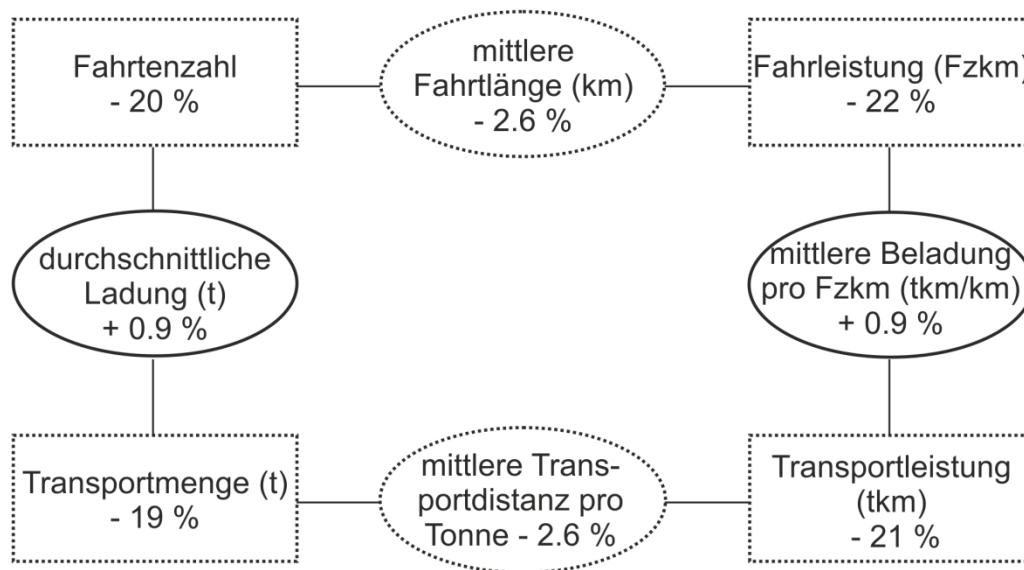 Fahrtenzahl
- 20 %
mittlere
Fahrtlänge (km)
- 2.6 %
Fahrleistung (Fzkm)
- 22 %
durchschnittliche
Ladung (t)
+ 0.9 %
mittlere Beladung
pro Fzkm (tkm/km)
+ 0.9 %
Transportmenge (t)
- 19 %
mittlere Trans-
portdistanz pro
Tonne - 2.6 %
Transportleistung
(tkm)
- 21 %